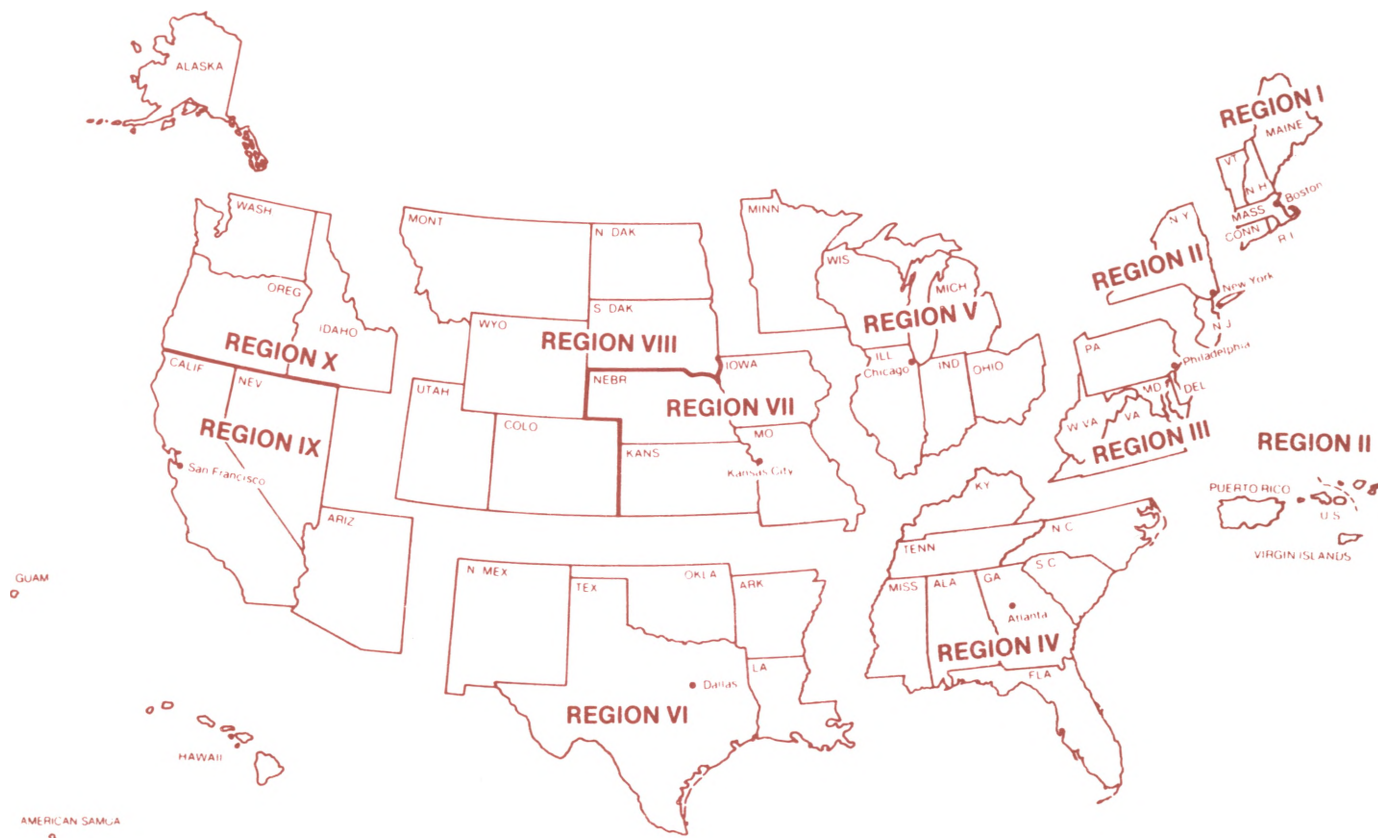 ALASKA
REGION I
MAINE
VT
N H
Boston
MASS
CONN
R I
N Y
REGION II
New York
N J
WASH
MONT
N DAK
MINN
WIS
MICH
OREG
IDAHO
S DAK
WYO
REGION X
REGION VIII
REGION V
PA
Philadelphia
CALIF
NEV
UTAH
NEBR
IOWA
ILL
Chicago
IND
OHIO
MD
DEL
REGION VII
W VA
VA
REGION III
REGION IX
COLO
KANS
MO
Kansas City
San Francisco
REGION II
PUERTO RICO
U.S.
VIRGIN ISLANDS
KY
ARIZ
TENN
N C
GUAM
N MEX
TEX
OKLA
ARK
MISS
ALA
GA
S C
Atlanta
REGION IV
LA
FLA
Dallas
REGION VI
HAWAII
AMERICAN SAMOA